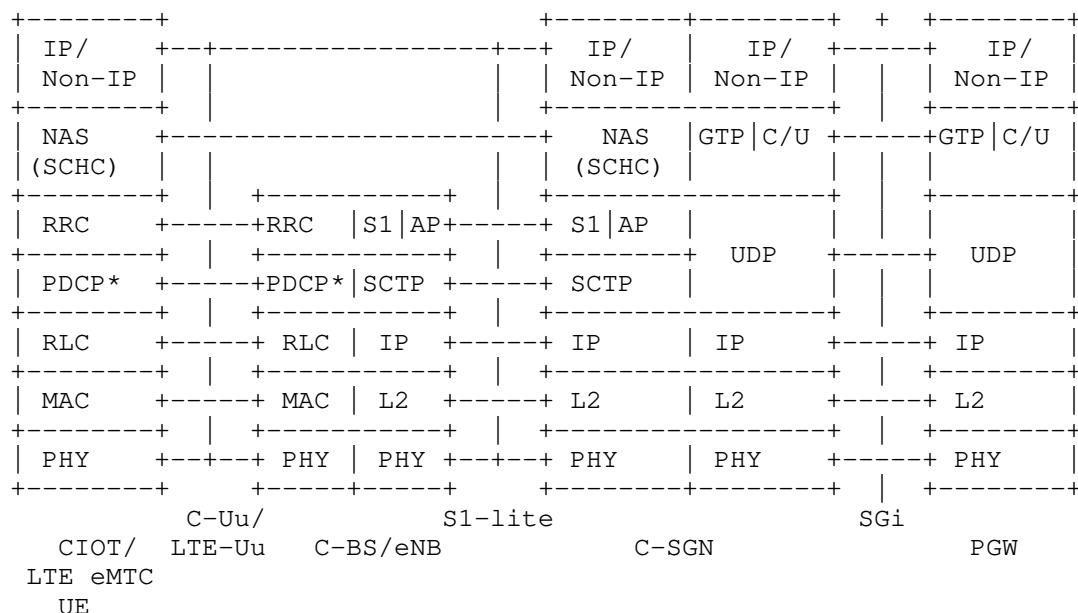 IP/ IP/ IP/ IP/
Non-IP Non-IP Non-IP Non-IP
NAS NAS GTP|C/U GTP|C/U
(SCHC) (SCHC)
RRC RRC S1|AP S1|AP
UDP UDP
PDCP* PDCP* SCTP SCTP
RLC RLC IP IP IP IP
MAC MAC L2 L2 L2 L2
PHY PHY PHY PHY PHY PHY
C-Uu/ S1-lite SGi
CIOT/ LTE-Uu C-BS/eNB C-SGN PGW
LTE eMTC
UE